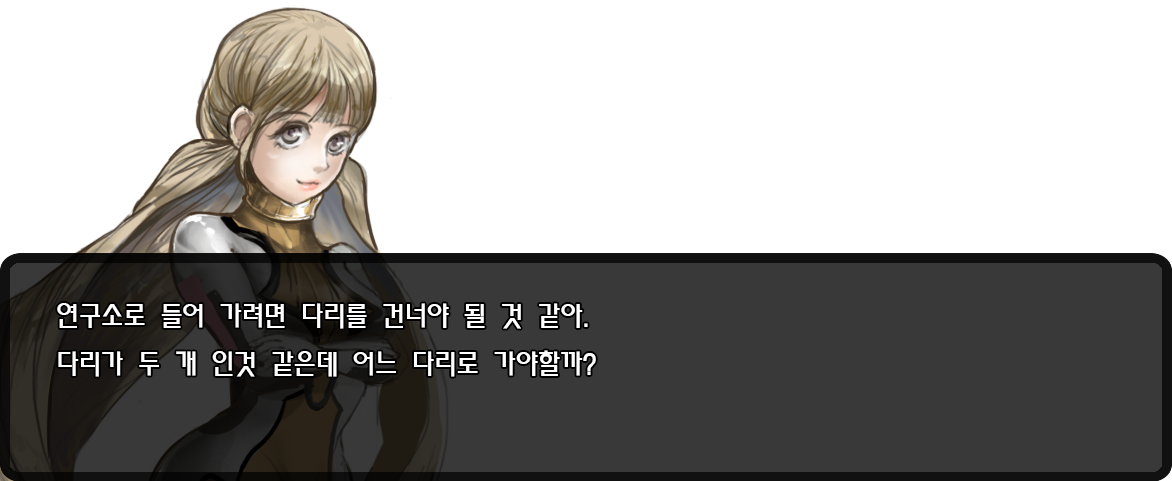 연구소로 들어 가려면 다리를 건너야 될 것 같아.
다리가 두 개 인것 같은데 어느 다리로 가야할까?